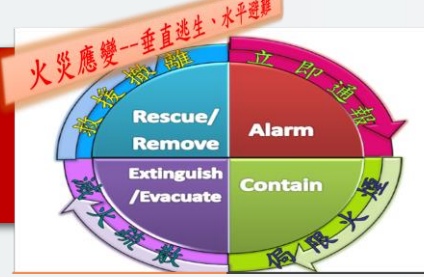 火災應變--垂直逃生、水平避難
救援撤離
立即通報
Rescue/
Remove
Alarm
Extinguish
/Evacuate
Contain
滅火疏散
侷限火煙